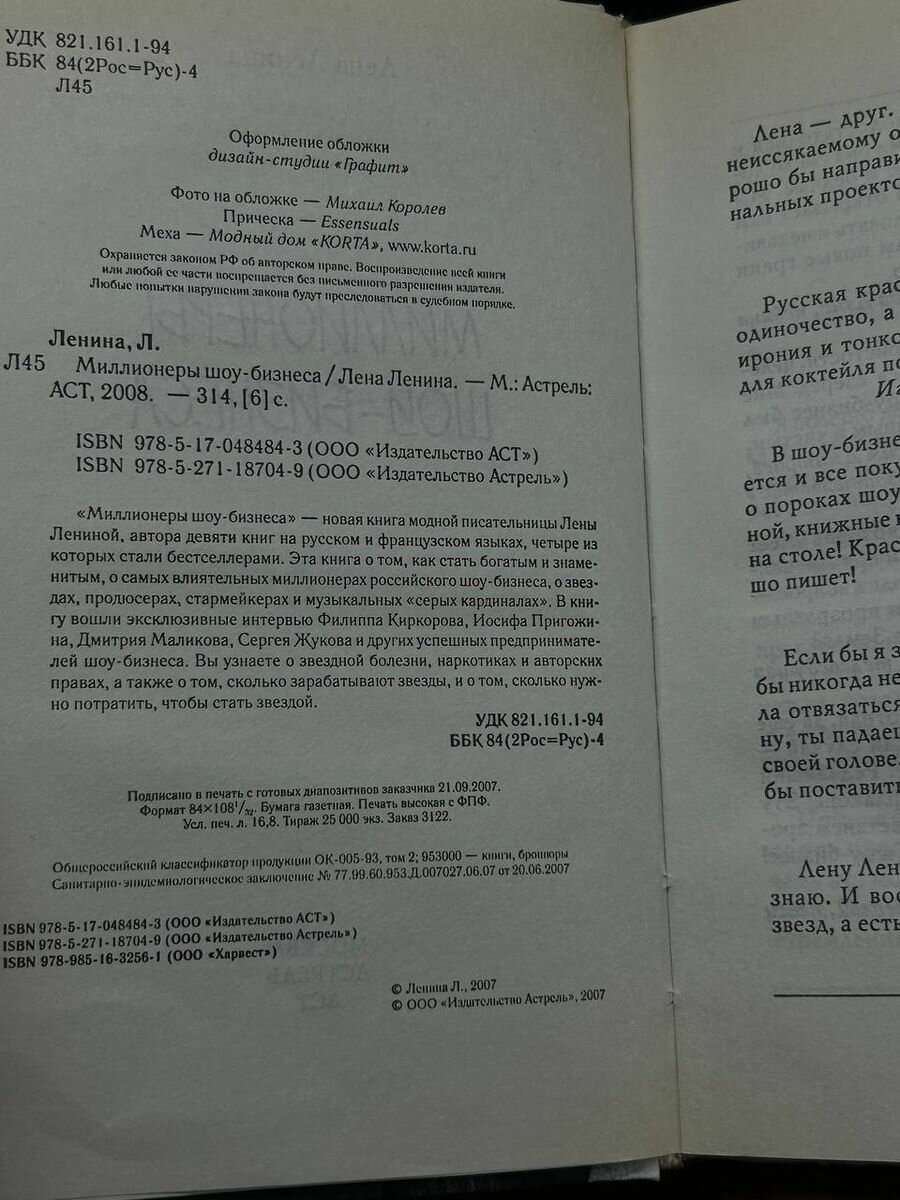 УДК 821.161.1-94
ББК 84(2Рос=Рус)-4
Л45
Оформление обложки
дизайн-студии «Графит»
Фото на обложке — Михаил Королев
Прическа — Essensuals
Меха — Модный дом «KORTA», www.korta.ru
Охраняется законом РФ об авторском праве. Воспроизведение всей книги
или любой ее части воспрещается без письменного разрешения издателя.
Любые попытки нарушения закона будут преследоваться в судебном порядке.
Ленина, Л.
Л45 Миллионеры шоу-бизнеса / Лена Ленина. — М.: Астрель:
АСТ, 2008. — 314, [6] с.
ISBN 978-5-17-048484-3 (ООО «Издательство АСТ»)
ISBN 978-5-271-18704-9 (ООО «Издательство Астрель»)
«Миллионеры шоу-бизнеса» — новая книга модной писательницы Лены
Лениной, автора девяти книг на русском и французском языках, четыре из
которых стали бестселлерами. Эта книга о том, как стать богатым и знаме-
нитым, о самых влиятельных миллионерах российского шоу-бизнеса, о звез-
дах, продюсерах, стармейкерах и музыкальных «серых кардиналах». В кни-
гу вошли эксклюзивные интервью Филиппа Киркорова, Иосифа Пригожи-
на, Дмитрия Маликова, Сергея Жукова и других успешных предпринимате-
лей шоу-бизнеса. Вы узнаете о звездной болезни, наркотиках и авторских
правах, а также о том, сколько зарабатывают звезды, и о том, сколько нуж-
но потратить, чтобы стать звездой.
УДК 821.161.1-94
ББК 84(2Рос=Рус)-4
Подписано в печать с готовых диапозитивов заказчика 21.09.2007.
Формат 84×108 1/32. Бумага газетная. Печать высокая с ФПФ.
Усл. печ. л. 16,8. Тираж 25 000 экз. Заказ 3122.
Общероссийский классификатор продукции ОК-005-93, том 2; 953000 — книги, брошюры
Санитарно-эпидемиологическое заключение № 77.99.60.953.Д.007027.06.07 от 20.06.2007
ISBN 978-5-17-048484-3 (ООО «Издательство АСТ»)
ISBN 978-5-271-18704-9 (ООО «Издательство Астрель»)
ISBN 978-985-16-3256-1 (ООО «Харвест»)
© Ленина Л., 2007
© ООО «Издательство Астрель», 2007
Лена — друг.
неиссякаемому
рошо бы направи
нальных проекто
Русская крас
одиночество, а
ирония и тонко
для коктейля по
В шоу-бизне
ется и все поку
о пороках шоу
ной, книжные
на столе! Крас
шо пишет!
Если бы я з
бы никогда не
ла отвязаться
ну, ты падаеш
своей голове.
бы поставит
Лену Лен
знаю. И вос
звезд, а есть